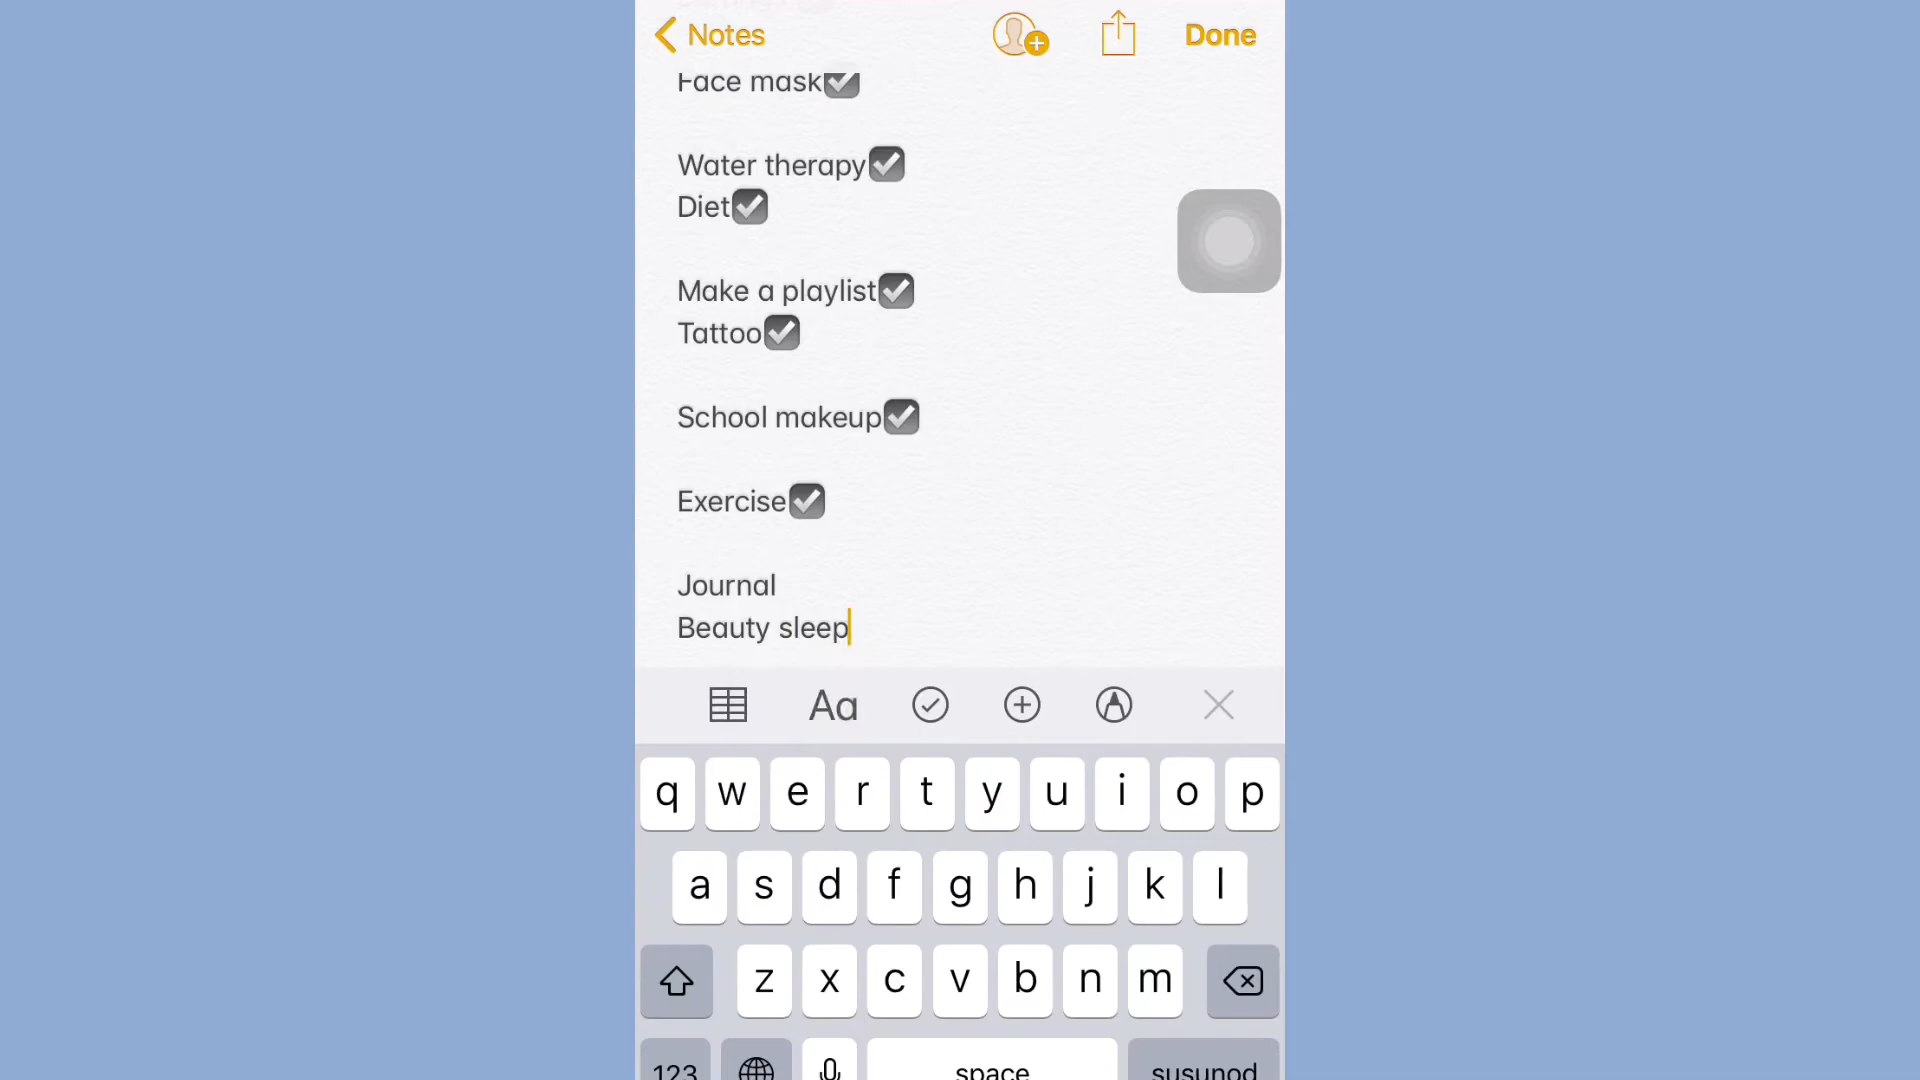 Notes
Done
Face mask☑
Water therapy☑
Diet☑
Make a playlist☑
Tattoo☑
School makeup☑
Exercise☑
Journal
Beauty sleep
Aa
q w e r t y u i o p
a s d f g h j k l
z x c v b n m
123 space susunod